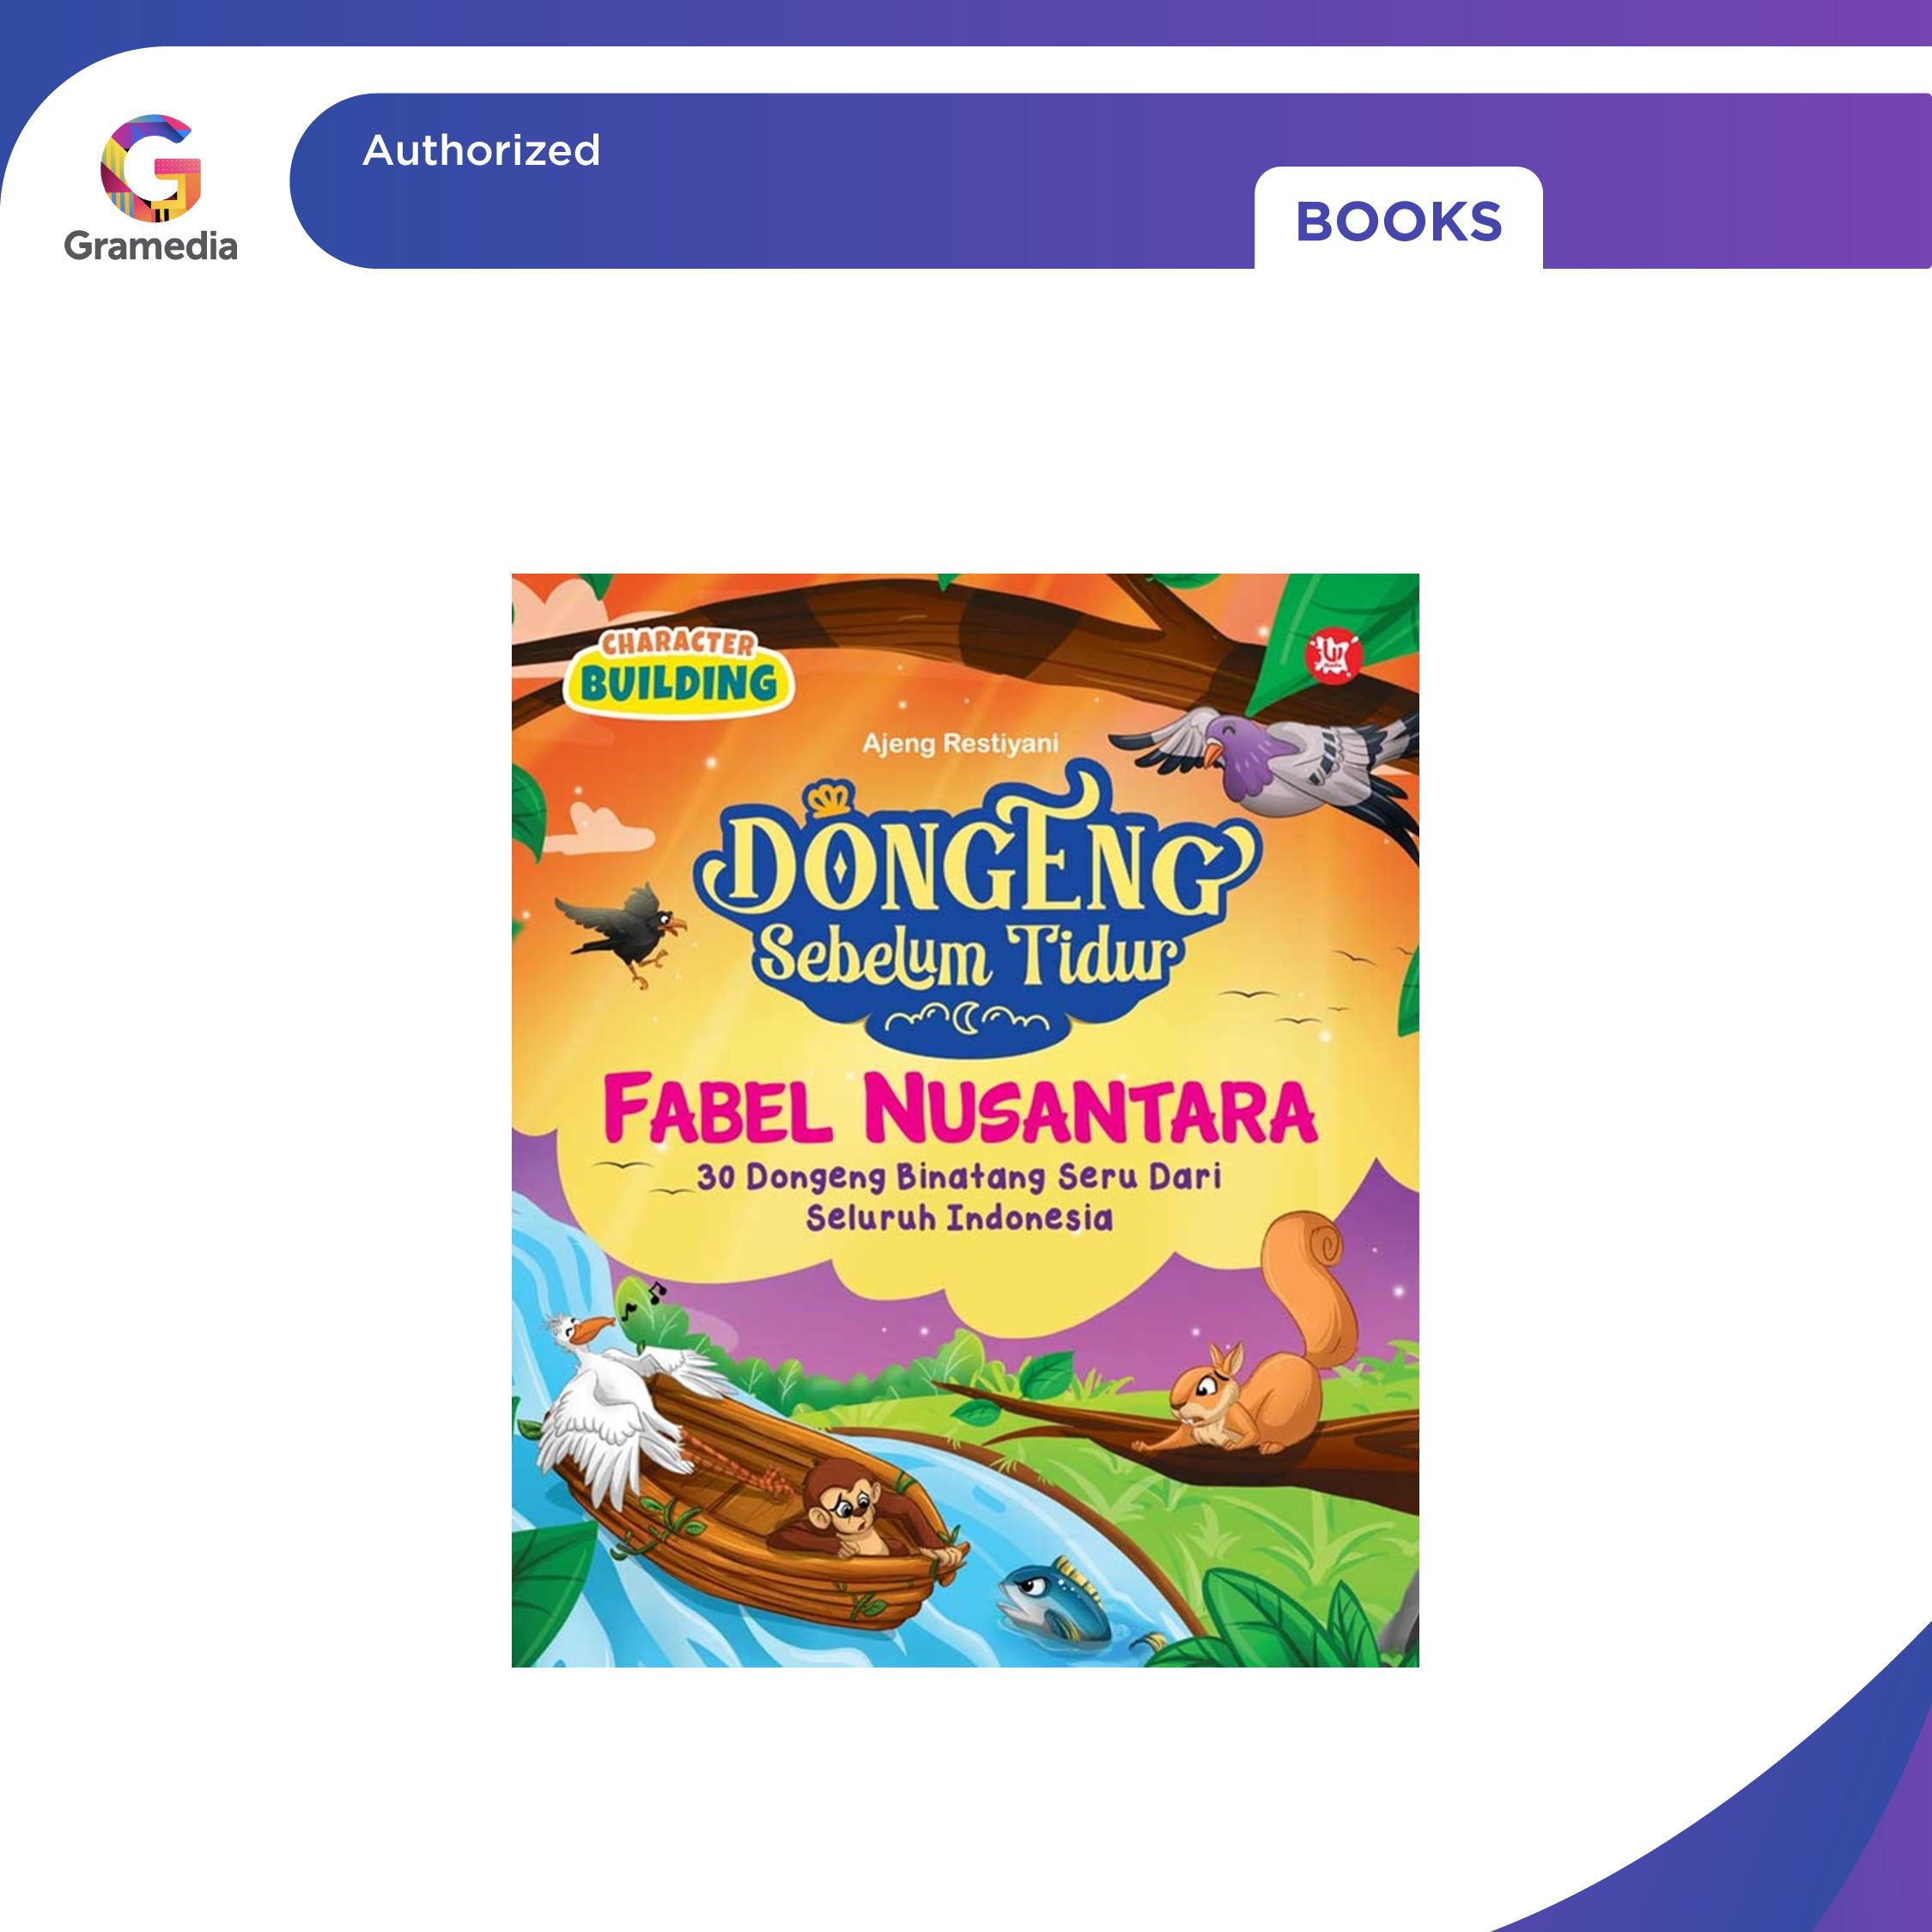 Authorized
BOOKS
Gramedia
CHARACTER
BUILDING
Ajeng Restiyani
DONGENG
Sebelum Tidur
FABEL NUSANTARA
30 Dongeng Binatang Seru Dari
Seluruh Indonesia